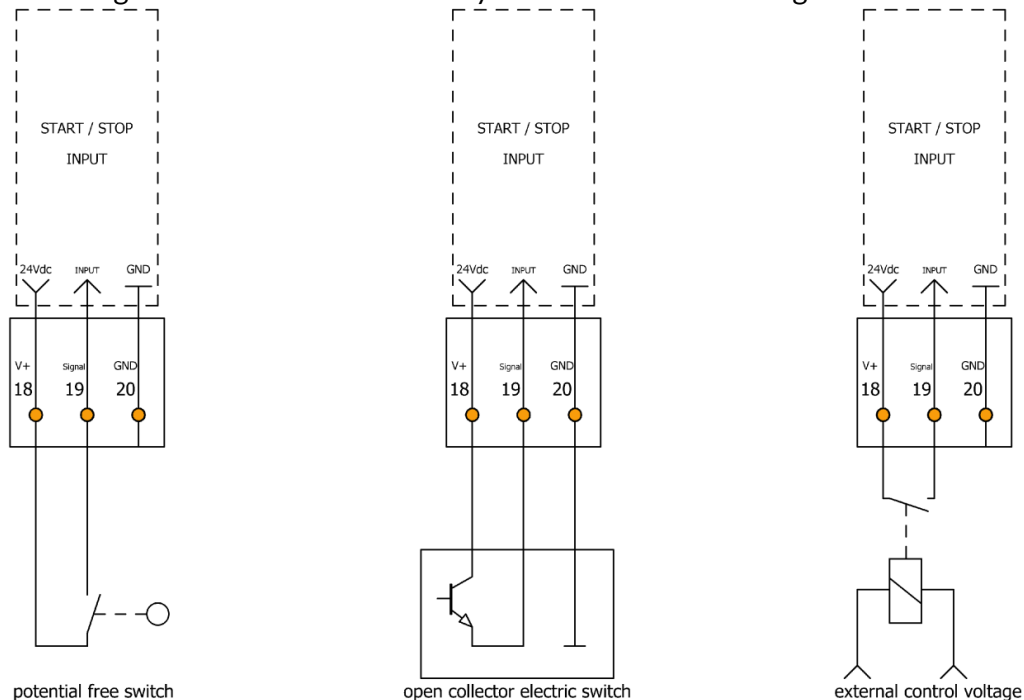 START / STOP
INPUT
24Vdc INPUT GND
V+ Signal GND
18 19 20
potential free switch
START / STOP
INPUT
24Vdc INPUT GND
V+ Signal GND
18 19 20
open collector electric switch
START / STOP
INPUT
24Vdc INPUT GND
V+ Signal GND
18 19 20
external control voltage